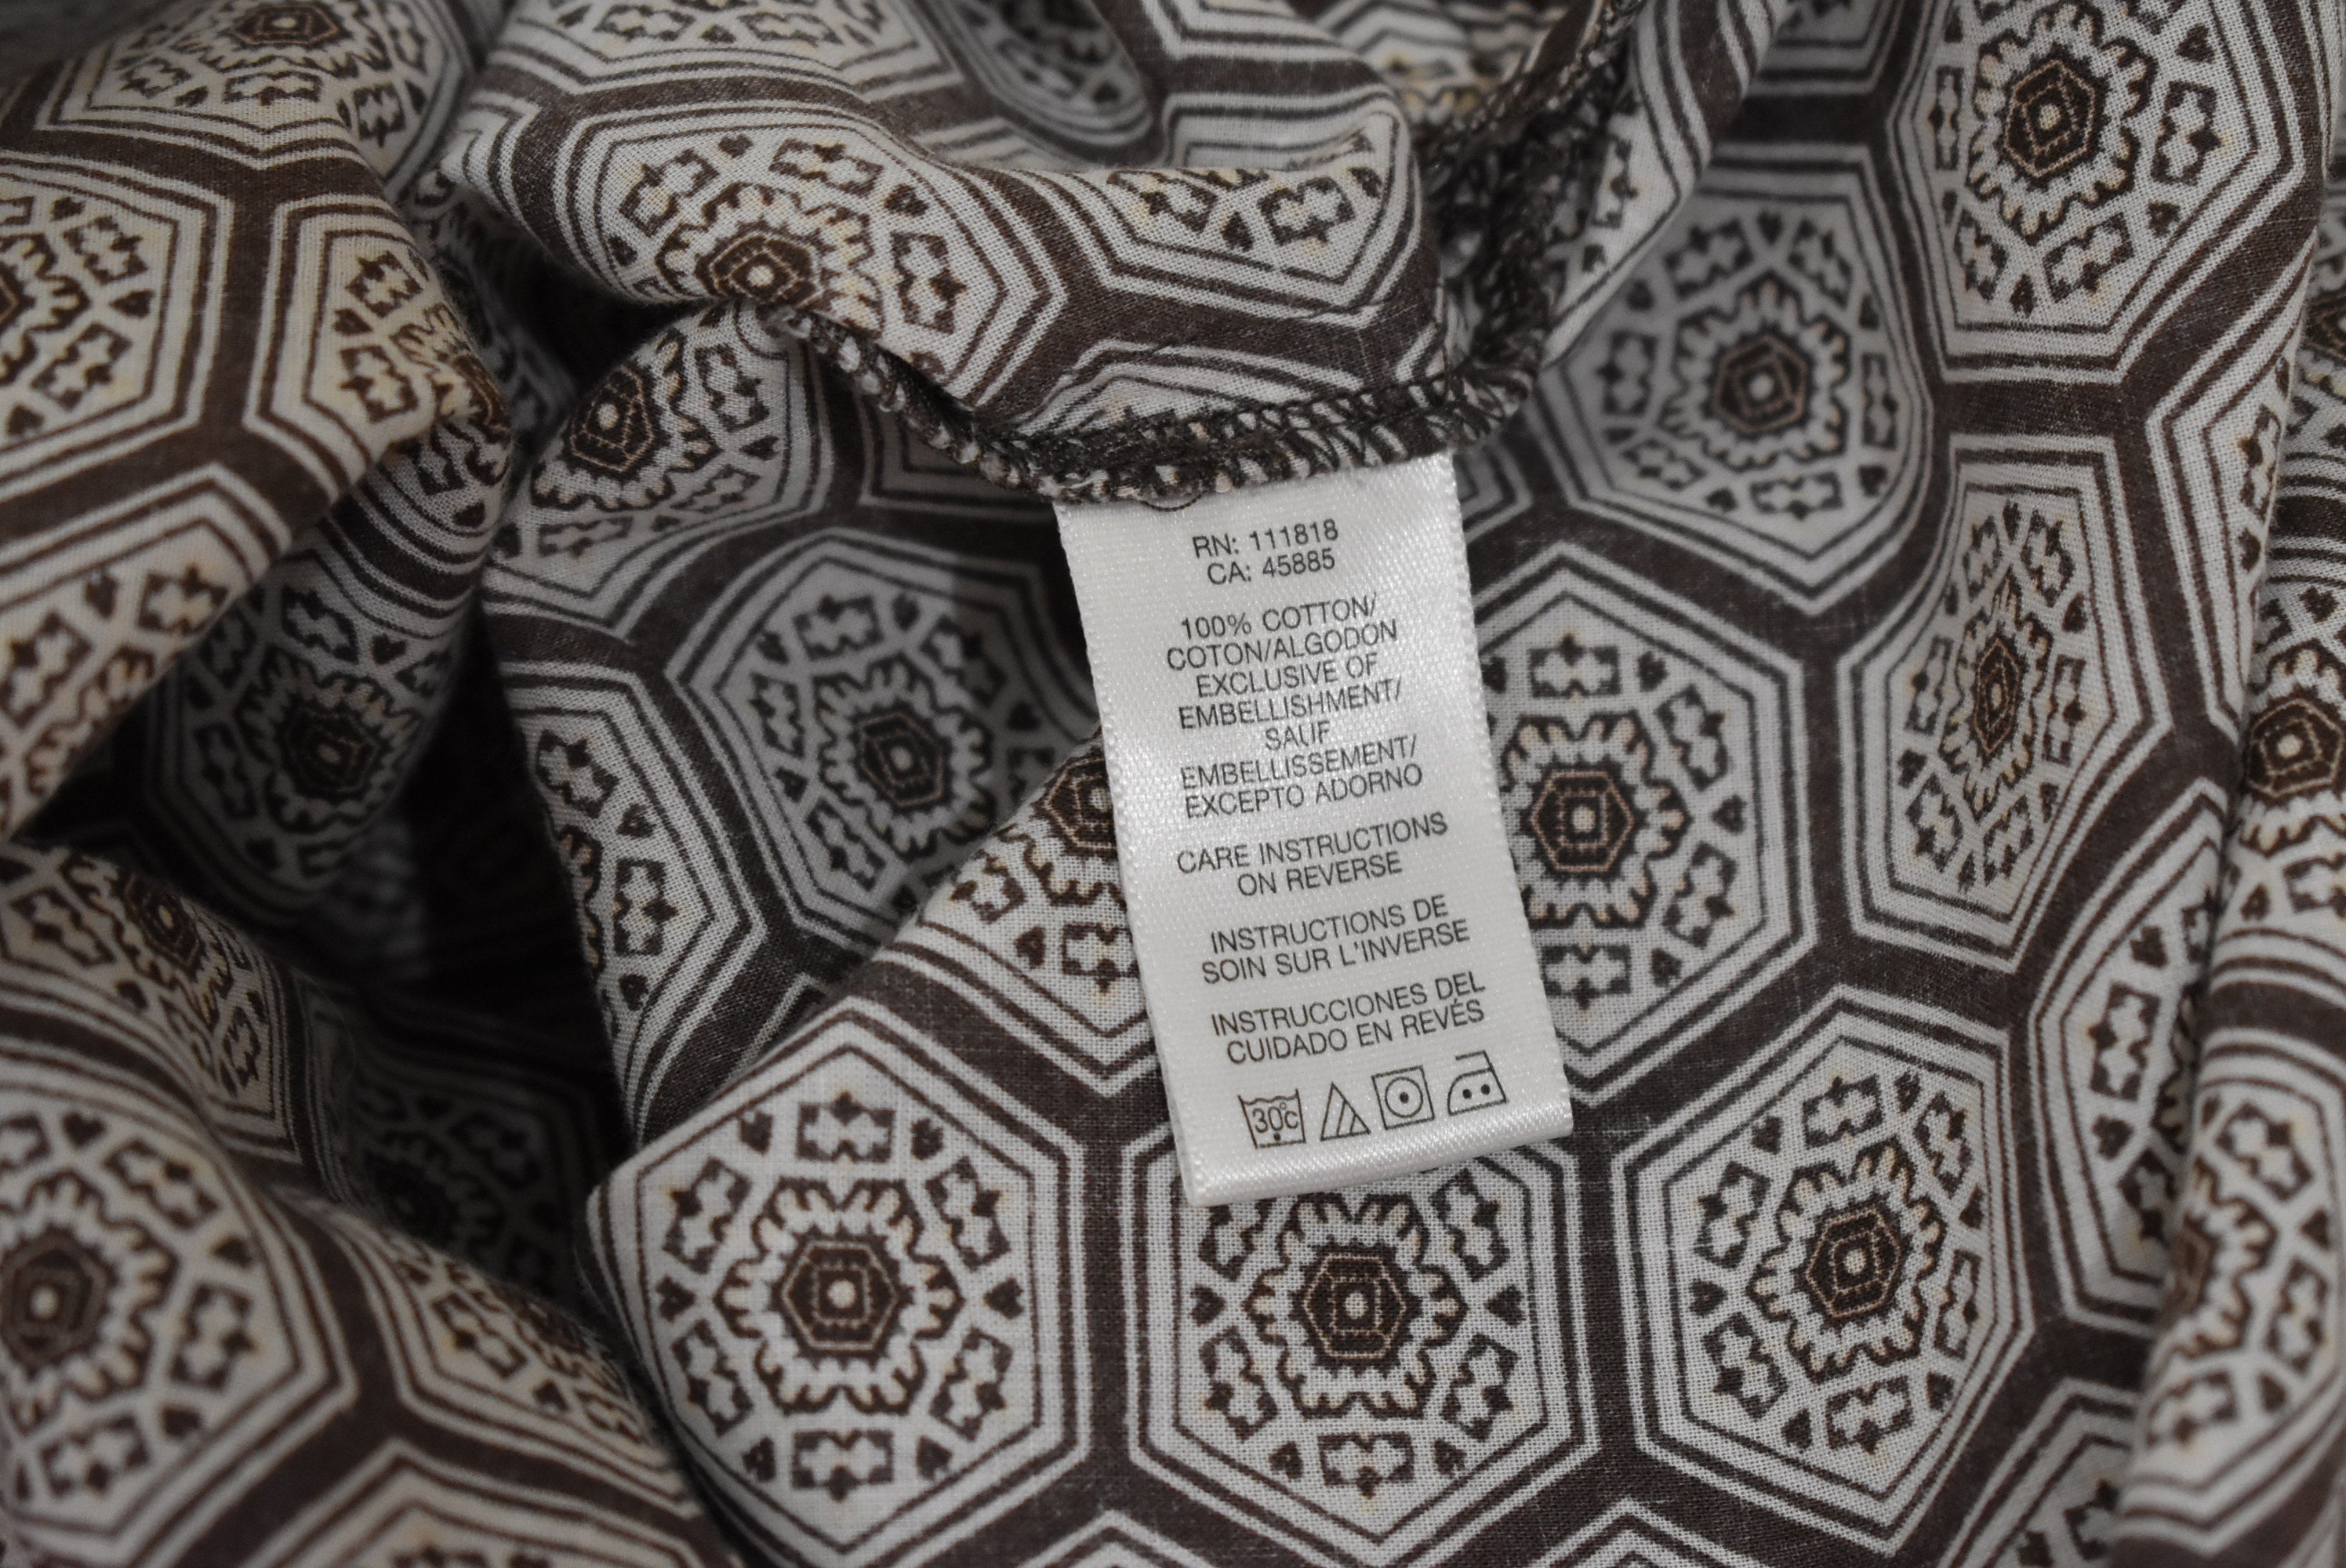 RN: 111818
CA: 45885
100% COTTON/
COTON/ALGODON
EXCLUSIVE OF
EMBELLISHMENT/
SAUF
EMBELLISSEMENT/
EXCEPTO ADORNO
CARE INSTRUCTIONS
ON REVERSE
INSTRUCTIONS DE
SOIN SUR L'INVERSE
INSTRUCCIONES DEL
CUIDADO EN REVÉS
30°C